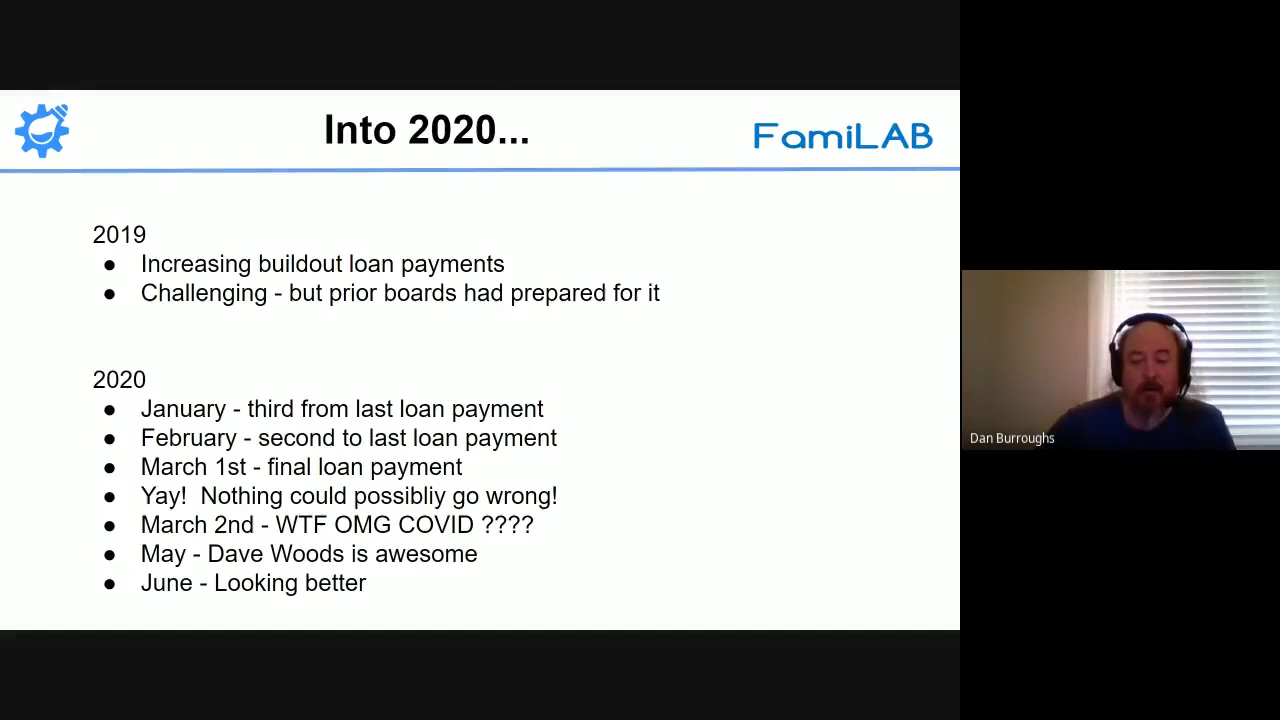 Into 2020...
FamiLAB
2019
● Increasing buildout loan payments
● Challenging - but prior boards had prepared for it
2020
● January - third from last loan payment
● February - second to last loan payment
● March 1st - final loan payment
● Yay!  Nothing could possibliy go wrong!
● March 2nd - WTF OMG COVID ????
● May - Dave Woods is awesome
● June - Looking better
Dan Burroughs